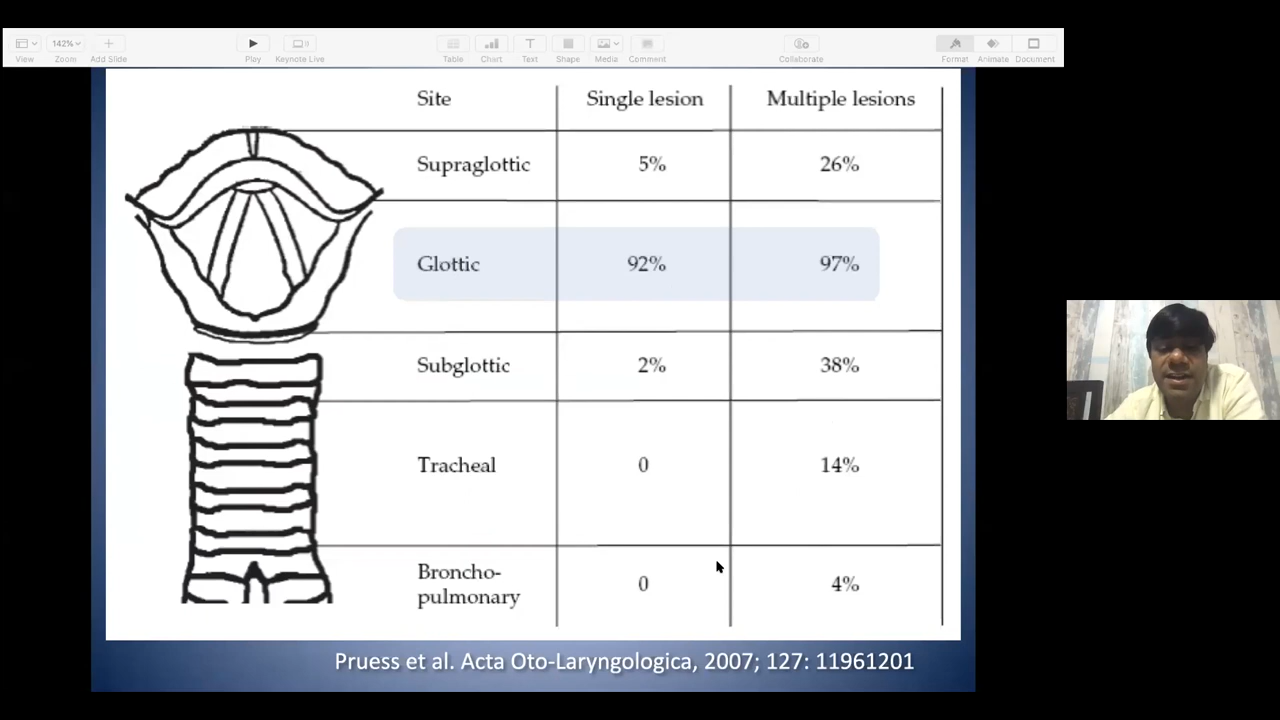 142%
View Zoom Add Slide Play Keynote Live Table Chart Text Shape Media Comment Collaborate Format Animate Document
Site Single lesion Multiple lesions
Supraglottic 5% 26%
Glottic 92% 97%
Subglottic 2% 38%
Tracheal 0 14%
Broncho-
pulmonary 0 4%
Pruess et al. Acta Oto-Laryngologica, 2007; 127: 11961201